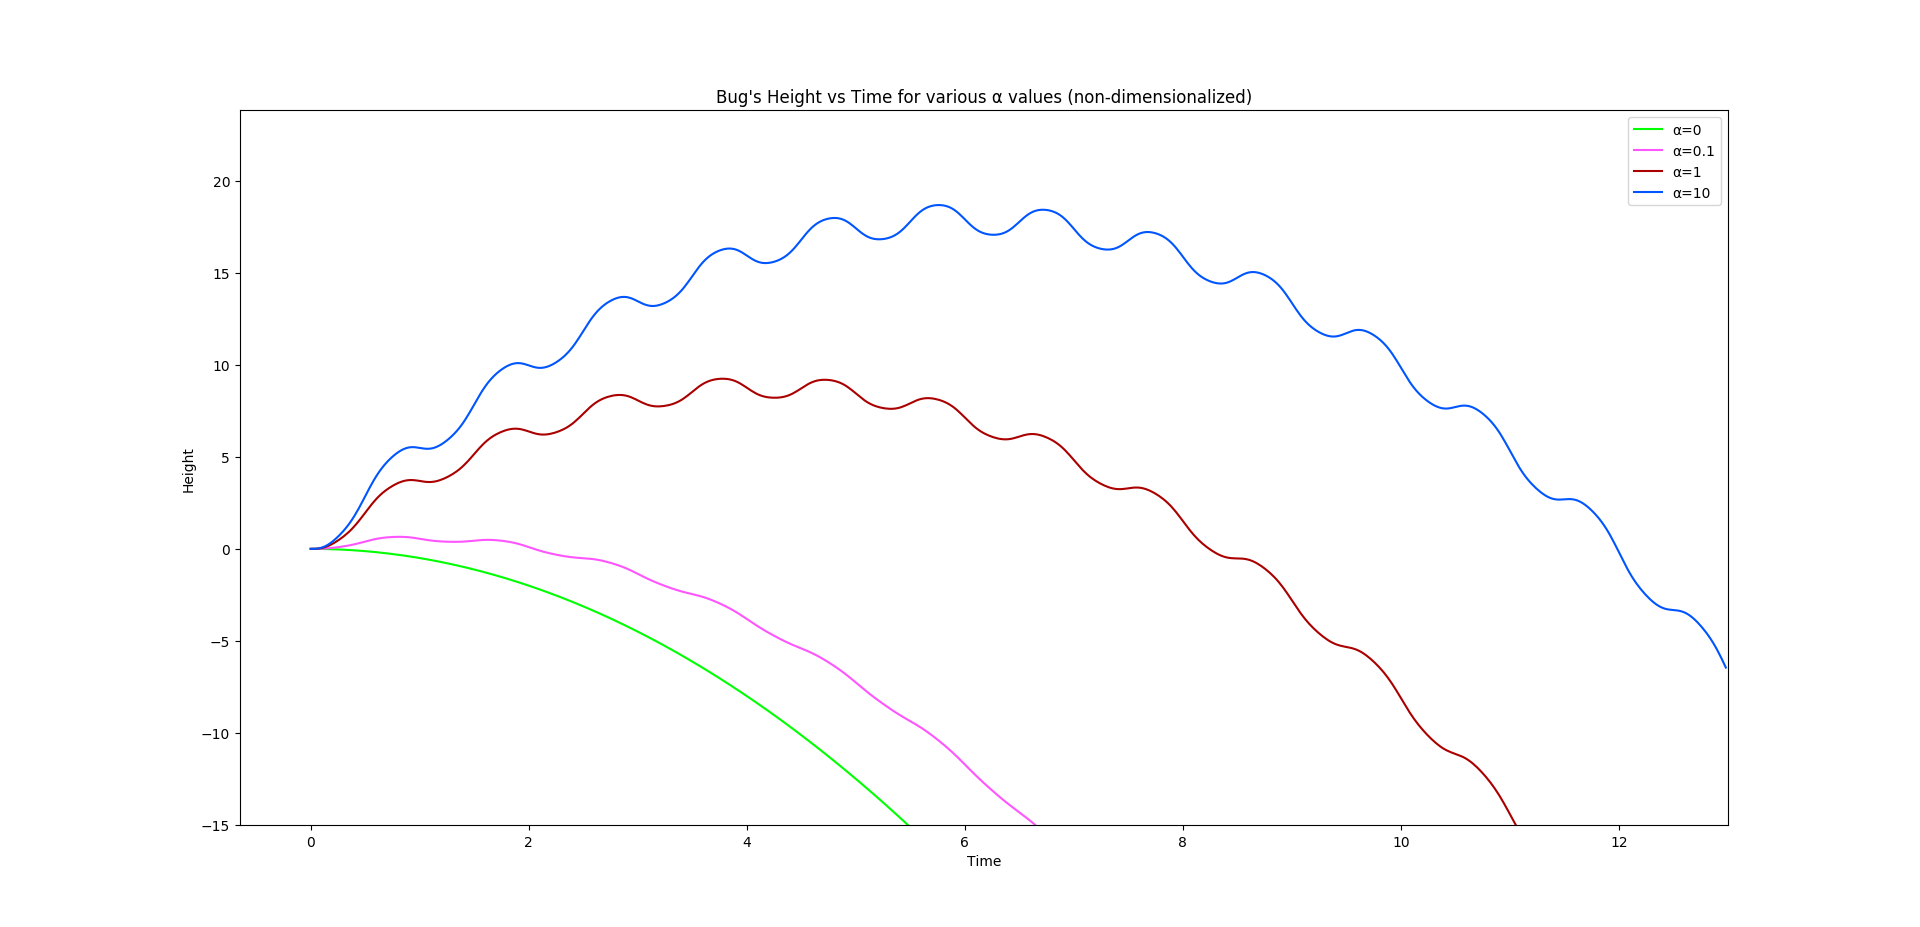 Bug's Height vs Time for various α values (non-dimensionalized)
α=0
α=0.1
α=1
α=10
20
15
10
5
0
−5
−10
−15
Height
0 2 4 6 8 10 12
Time